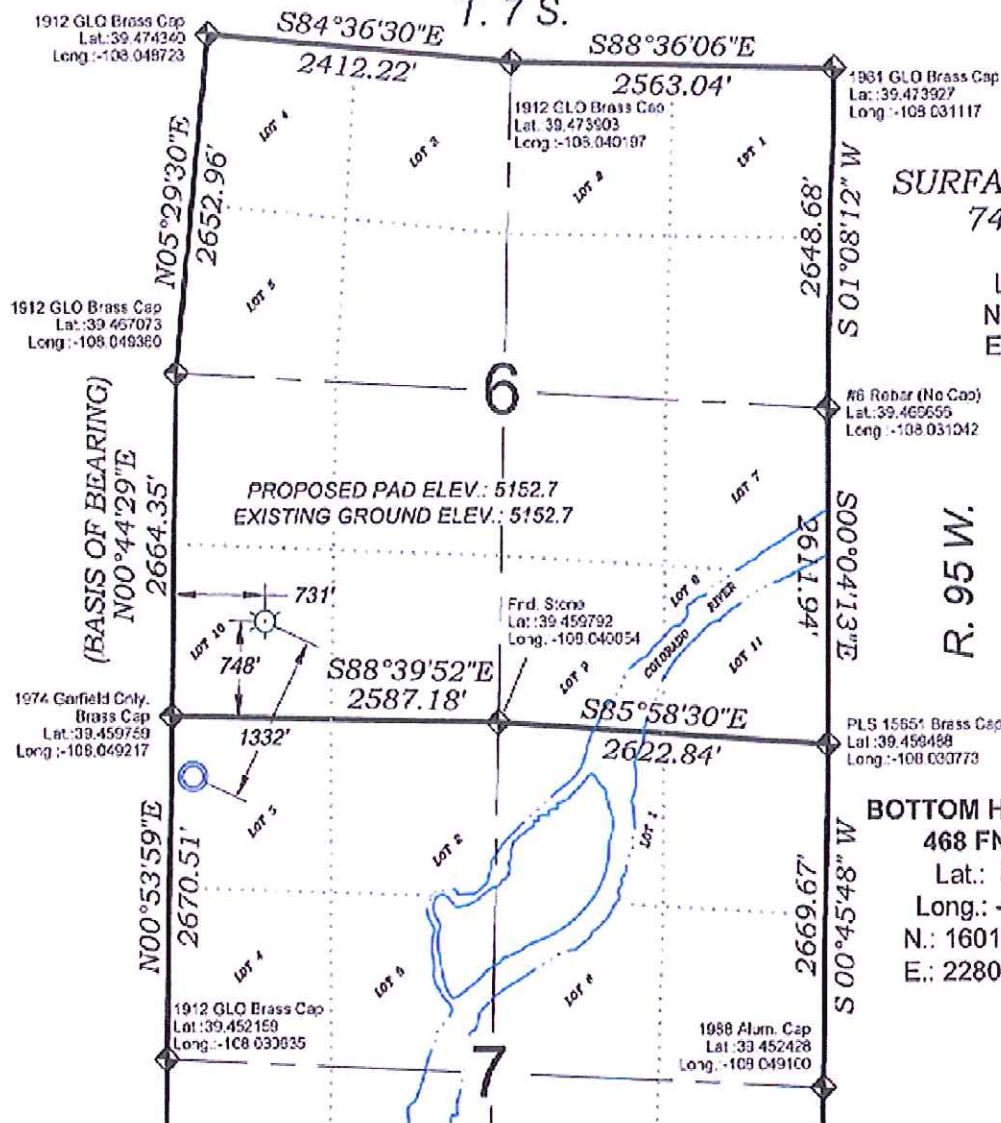 T. 7 S.
1912 GLO Brass Cap
Lat.:39.474340
Long:-108.048723
S84°36'30"E
2412.22'
S88°36'06"E
2563.04'
1912 GLO Brass Cap
Lat.:39.473903
Long:-108.040197
1981 GLO Brass Cap
Lat.:39.473927
Long:-108.031117
LOT 4
LOT 3
LOT 2
LOT 1
N05°29'30"E
2652.96'
S 01°08'12" W
2648.68'
SURFA
74
L
N
E
LOT 5
1912 GLO Brass Cap
Lat.:39.467073
Long:-108.049380
6
#6 Rebar (No Cap)
Lat.:39.466655
Long:-108.031042
(BASIS OF BEARING)
N00°44'29"E
2664.35'
PROPOSED PAD ELEV.: 5152.7
EXISTING GROUND ELEV.: 5152.7
LOT 7
S00°04'13"E
2611.94'
R. 95 W.
731'
LOT 10
748'
Fnd. Stone
Lat.:39.459792
Long.-108.040054
LOT 8
COLORADO RIVER
LOT 9
LOT 11
S88°39'52"E
2587.18'
S85°58'30"E
2622.84'
1974 Garfield Cnty.
Brass Cap
Lat.:39.459759
Long:-108.049217
1332'
PLS 15651 Brass Cap
Lat:39.459488
Long:-108.030773
LOT 3
LOT 2
LOT 1
N00°53'59"E
2670.51'
S 00°45'48" W
2669.67'
BOTTOM H
468 FN
Lat.:
Long.: -
N.: 1601
E.: 2280
LOT 4
LOT 5
LOT 6
1912 GLO Brass Cap
Lat.:39.452159
Long.:-108.030635
7
1988 Alum. Cap
Lat:39.452428
Long.:-108.049100